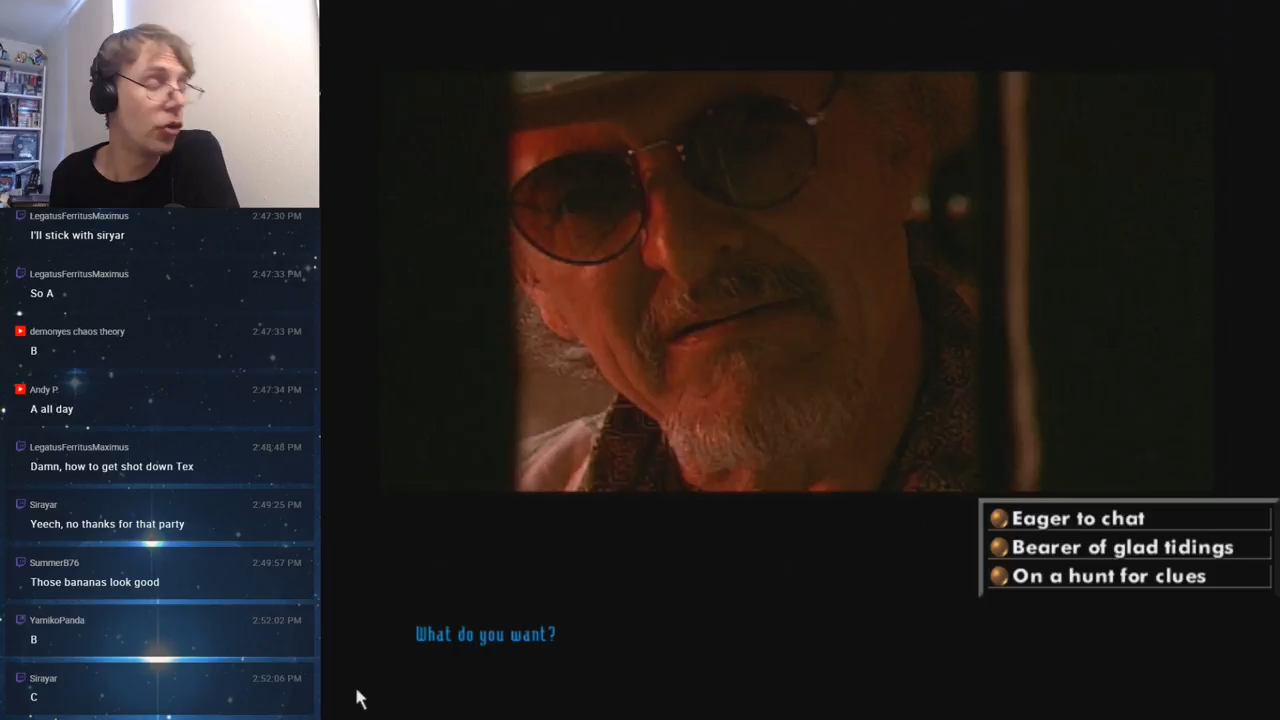 LegatusFerritusMaximus
2:47:30 PM
I'll stick with siryar
LegatusFerritusMaximus
2:47:33 PM
So A
demonyes chaos theory
2:47:33 PM
B
Andy P.
2:47:34 PM
A all day
LegatusFerritusMaximus
2:48:48 PM
Damn, how to get shot down Tex
Sirayar
2:49:25 PM
Yeech, no thanks for that party
SummerB76
2:49:57 PM
Those bananas look good
YamikoPanda
2:52:02 PM
B
Sirayar
2:52:06 PM
C
Eager to chat
Bearer of glad tidings
On a hunt for clues
What do you want?